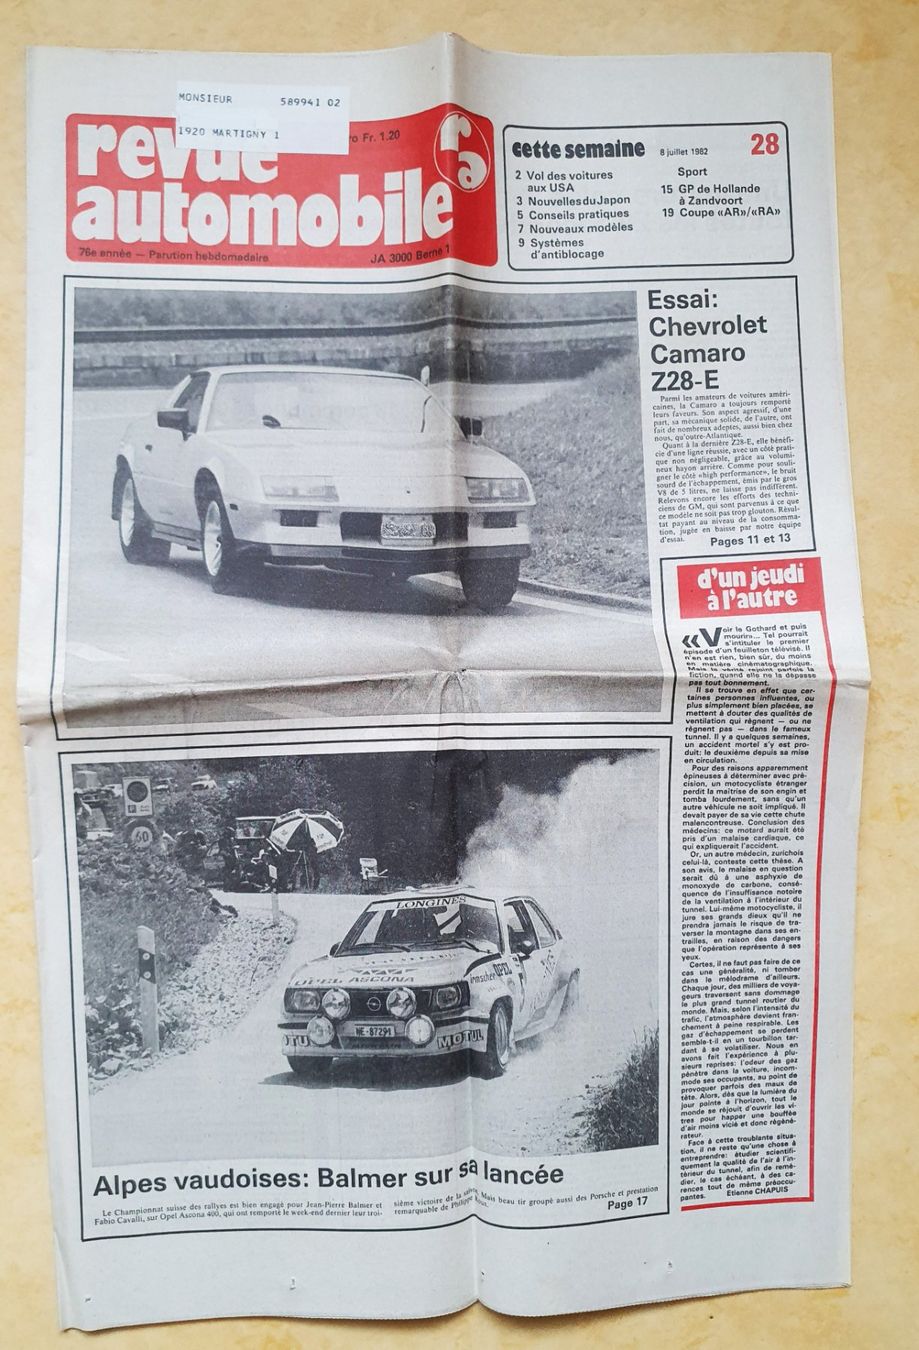 MONSIEUR 589941 02
1920 MARTIGNY 1
Fr. 1.20
revue
automobile
ra
76e année — Parution hebdomadaire
JA 3000 Berne 1
cette semaine 8 juillet 1982 28
2 Vol des voitures
aux USA
3 Nouvelles du Japon
5 Conseils pratiques
7 Nouveaux modèles
9 Systèmes
d'antiblocage
Sport
15 GP de Hollande
à Zandvoort
19 Coupe «AR»/«RA»
Essai:
Chevrolet
Camaro
Z28-E
Parmi les amateurs de voitures améri-
caines, la Camaro a toujours remporté
leurs faveurs. Son aspect agressif, d'une
part, sa mécanique solide, de l'autre, ont
fait de nombreux adeptes, aussi bien chez
nous, qu'outre-Atlantique.
Quant à la dernière Z28-E, elle bénéfi-
cie d'une ligne réussie, avec un côté prati-
que non négligeable, grâce au volumi-
neux hayon arrière. Comme pour souli-
gner le côté «high performance», le bruit
sourd de l'échappement, émis par le gros
V8 de 5 litres, ne laisse pas indifférent.
Relevons encore les efforts des techni-
ciens de GM, qui sont parvenus à ce que
ce modèle ne soit pas trop glouton. Résul-
tat payant au niveau de la consomma-
tion, jugée en baisse par notre équipe
d'essai. Pages 11 et 13
d'un jeudi
à l'autre
«Voir le Gothard et puis
mourir»... Tel pourrait
s'intituler le premier
épisode d'un feuilleton télévisé. Il
n'en est rien, bien sûr, du moins
en matière cinématographique.
Mais la vérité rejoint parfois la
fiction, quand elle ne la dépasse
pas tout bonnement.
Il se trouve en effet que cer-
taines personnes influentes, ou
plus simplement bien placées, se
mettent à douter des qualités de
ventilation qui règnent — ou ne
règnent pas — dans le fameux
tunnel. Il y a quelques semaines,
un accident mortel s'y est pro-
duit: le deuxième depuis sa mise
en circulation.
Pour des raisons apparemment
épineuses à déterminer avec pré-
cision, un motocycliste étranger
perdit la maîtrise de son engin et
tomba lourdement, sans qu'un
autre véhicule ne soit impliqué. Il
devait payer de sa vie cette chute
malencontreuse. Conclusion des
médecins: ce motard aurait été
pris d'un malaise cardiaque, ce
qui expliquerait l'accident.
Or, un autre médecin, zurichois
celui-là, conteste cette thèse. A
son avis, le malaise en question
serait dû à une asphyxie de
monoxyde de carbone, consé-
quence de l'insuffisance notoire
de la ventilation à l'intérieur du
tunnel. Lui-même motocycliste, il
jure ses grands dieux qu'il ne
prendra jamais le risque de tra-
verser la montagne dans ses en-
trailles, en raison des dangers
que l'opération représente à ses
yeux.
Certes, il ne faut pas faire de ce
cas une généralité, ni tomber
dans le mélodrame d'ailleurs.
Chaque jour, des milliers de voya-
geurs traversent sans dommage
le plus grand tunnel routier du
monde. Mais, selon l'intensité du
trafic, l'atmosphère devient fran-
chement à peine respirable. Les
gaz d'échappement se perdent
semble-t-il en un tourbillon tar-
dant à se volatiliser. Nous en
avons fait l'expérience à plu-
sieurs reprises: l'odeur des gaz
pénètre dans la voiture, incom-
mode ses occupants, au point de
provoquer parfois des maux de
tête. Alors, dès que la lumière du
jour pointe à l'horizon, tout le
monde se réjouit d'ouvrir les vi-
tres pour happer une bouffée
d'air moins vicié et donc régéné-
rateur.
Face à cette troublante situa-
tion, il ne reste qu'une chose à
entreprendre: étudier scientifi-
quement la qualité de l'air à l'in-
térieur du tunnel, afin de remé-
dier, le cas échéant, à des ca-
rences tout de même préoccu-
pantes. Etienne CHAPUIS
60
LONGINES
OPEL
OPEL ASCONA
NE-87291
MOTUL
Alpes vaudoises: Balmer sur sa lancée
Le Championnat suisse des rallyes est bien engagé pour Jean-Pierre Balmer et
Fabio Cavalli, sur Opel Ascona 400, qui ont remporté le week-end dernier leur troi-
sième victoire de la saison. Mais beau tir groupé aussi des Porsche et prestation
remarquable de Philippe
Page 17